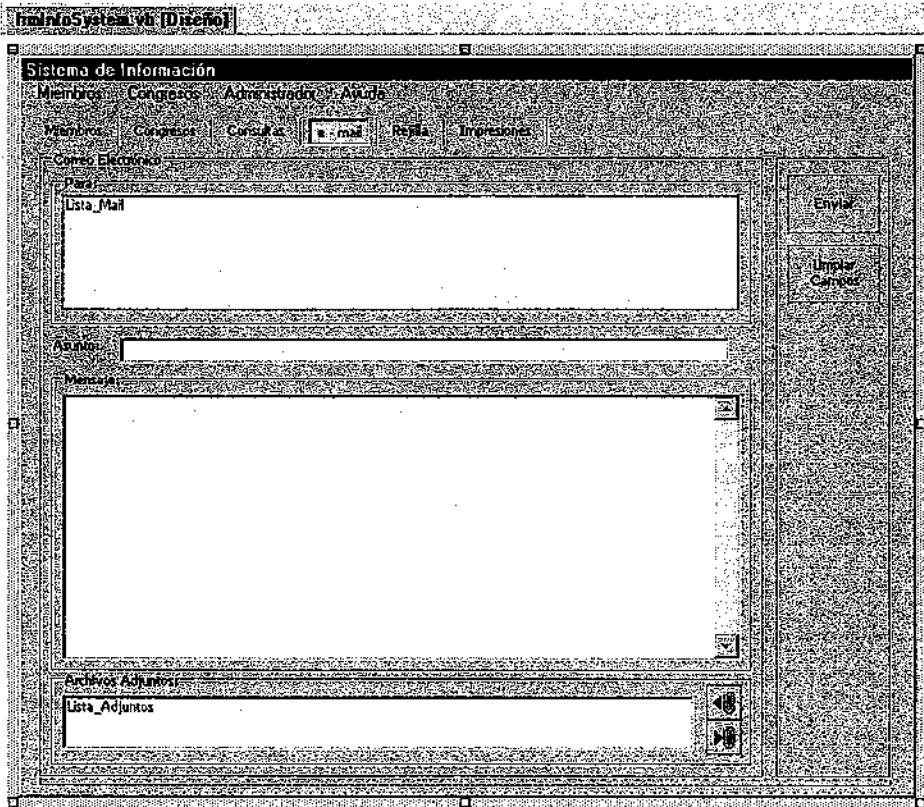 frmInfoSystem.vb [Diseño]
Sistema de Información
Miembros Congresos Administrador Ayuda
Miembros Congresos Consultas e - mail Rejilla Impresiones
Correo Electrónico
Para:
Lista_Mail
Enviar
Limpiar
Campos
Asunto:
Mensaje:
Archivos Adjuntos:
Lista_Adjuntos